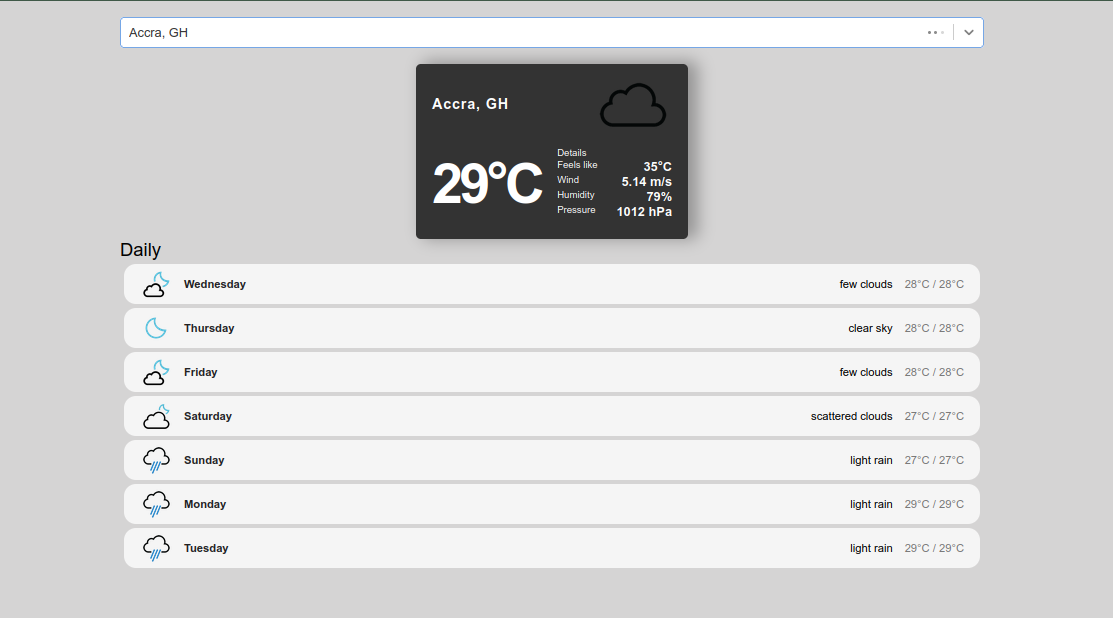 Accra, GH
Accra, GH
29°C
Details
Feels like 35°C
Wind 5.14 m/s
Humidity 79%
Pressure 1012 hPa
Daily
Wednesday few clouds 28°C / 28°C
Thursday clear sky 28°C / 28°C
Friday few clouds 28°C / 28°C
Saturday scattered clouds 27°C / 27°C
Sunday light rain 27°C / 27°C
Monday light rain 29°C / 29°C
Tuesday light rain 29°C / 29°C